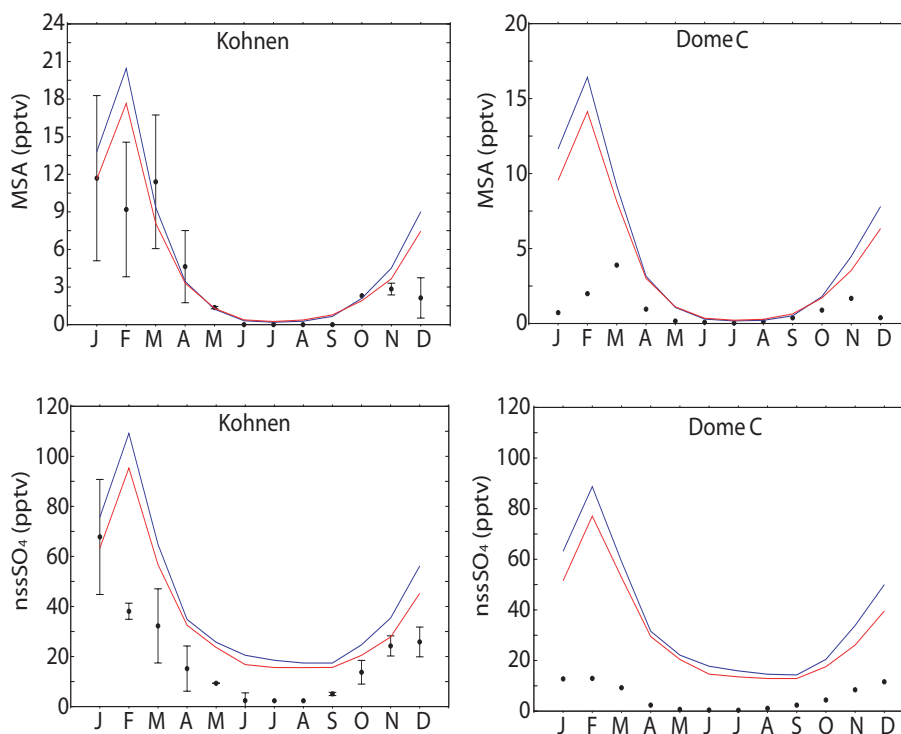 Kohnen
MSA (pptv)
24
21
18
15
12
9
6
3
0
J F M A M J J A S O N D
Dome C
MSA (pptv)
20
15
10
5
0
J F M A M J J A S O N D
Kohnen
nssSO₄ (pptv)
120
100
80
60
40
20
0
J F M A M J J A S O N D
Dome C
nssSO₄ (pptv)
120
100
80
60
40
20
0
J F M A M J J A S O N D